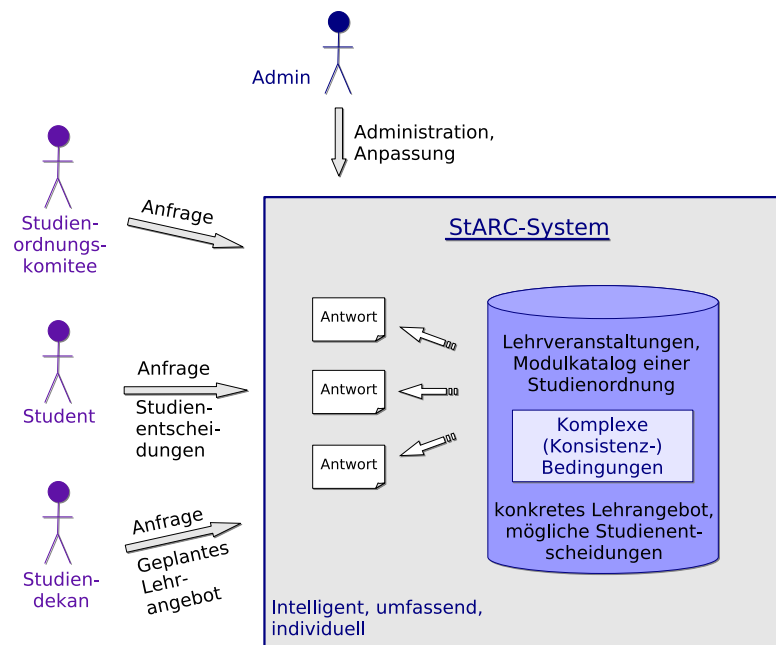 Admin
Administration,
Anpassung
Studien-
ordnungs-
komitee
Anfrage
StARC-System
Student
Anfrage
Studien-
entschei-
dungen
Studien-
dekan
Anfrage
Geplantes
Lehr-
angebot
Antwort
Antwort
Antwort
Lehrveranstaltungen,
Modulkatalog einer
Studienordnung
Komplexe
(Konsistenz-)
Bedingungen
konkretes Lehrangebot,
mögliche Studienent-
scheidungen
Intelligent, umfassend,
individuell